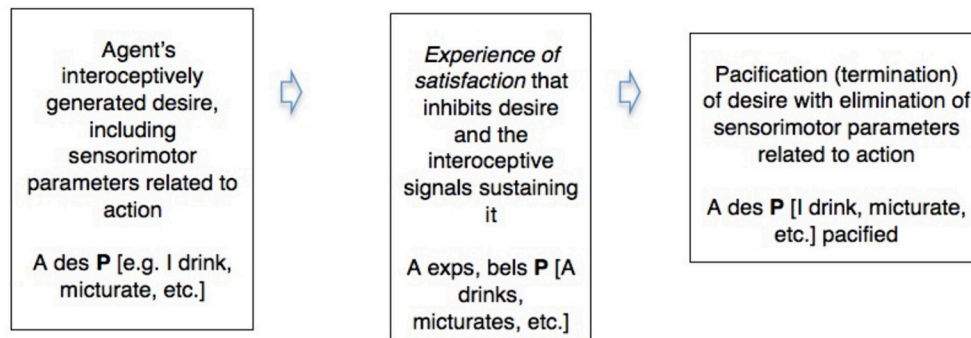 Agent's
interoceptively
generated desire,
including
sensorimotor
parameters related to
action
A des P [e.g. I drink,
micturate, etc.]
Experience of
satisfaction that
inhibits desire
and the
interoceptive
signals sustaining
it
A exps, bels P [A
drinks,
micturates, etc.]
Pacification (termination)
of desire with elimination of
sensorimotor parameters
related to action
A des P [I drink, micturate,
etc.] pacified